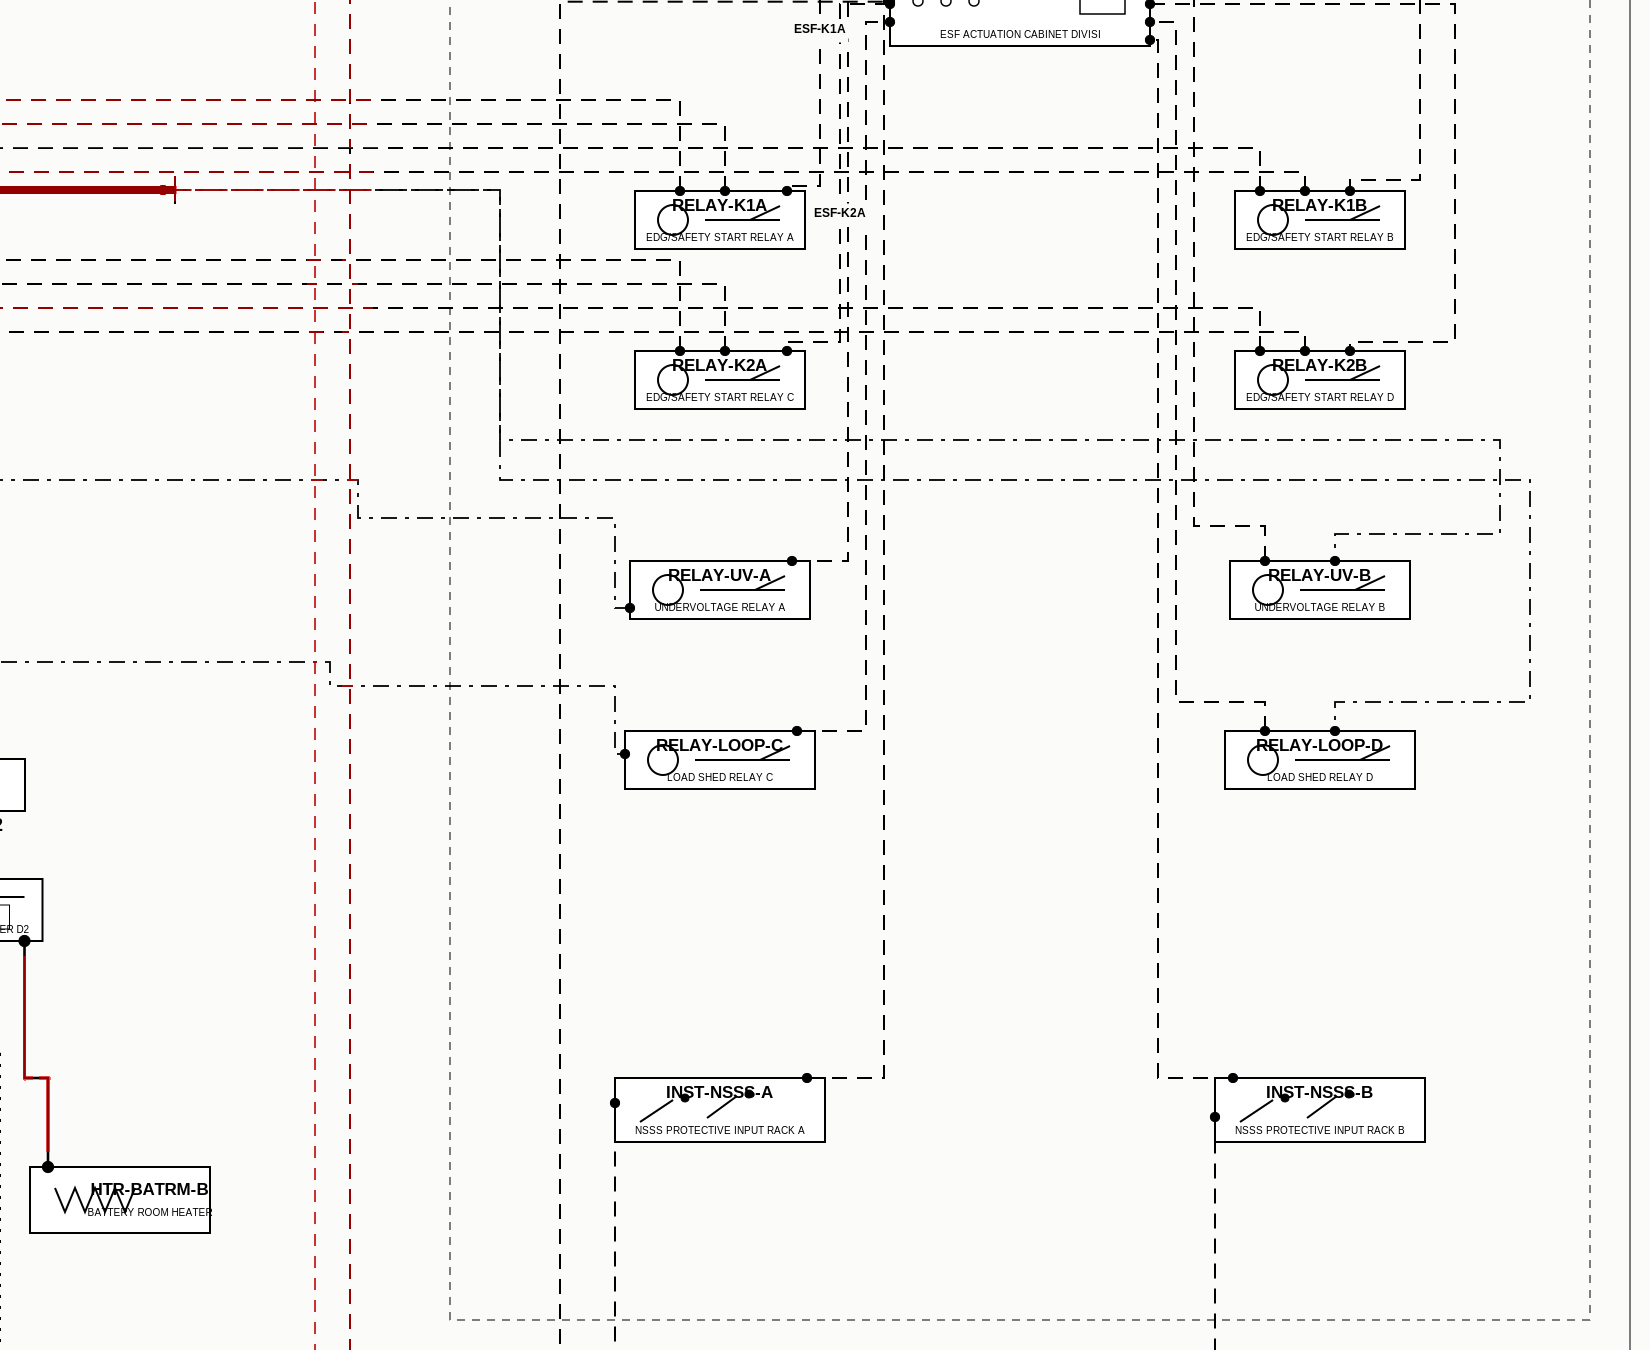 ESF-K1A
ESF ACTUATION CABINET DIVISI
RELAY-K1A
EDG/SAFETY START RELAY A
ESF-K2A
RELAY-K1B
EDG/SAFETY START RELAY B
RELAY-K2A
EDG/SAFETY START RELAY C
RELAY-K2B
EDG/SAFETY START RELAY D
RELAY-UV-A
UNDERVOLTAGE RELAY A
RELAY-UV-B
UNDERVOLTAGE RELAY B
RELAY-LOOP-C
LOAD SHED RELAY C
RELAY-LOOP-D
LOAD SHED RELAY D
2
ER D2
INST-NSSS-A
NSSS PROTECTIVE INPUT RACK A
INST-NSSS-B
NSSS PROTECTIVE INPUT RACK B
HTR-BATRM-B
BATTERY ROOM HEATER